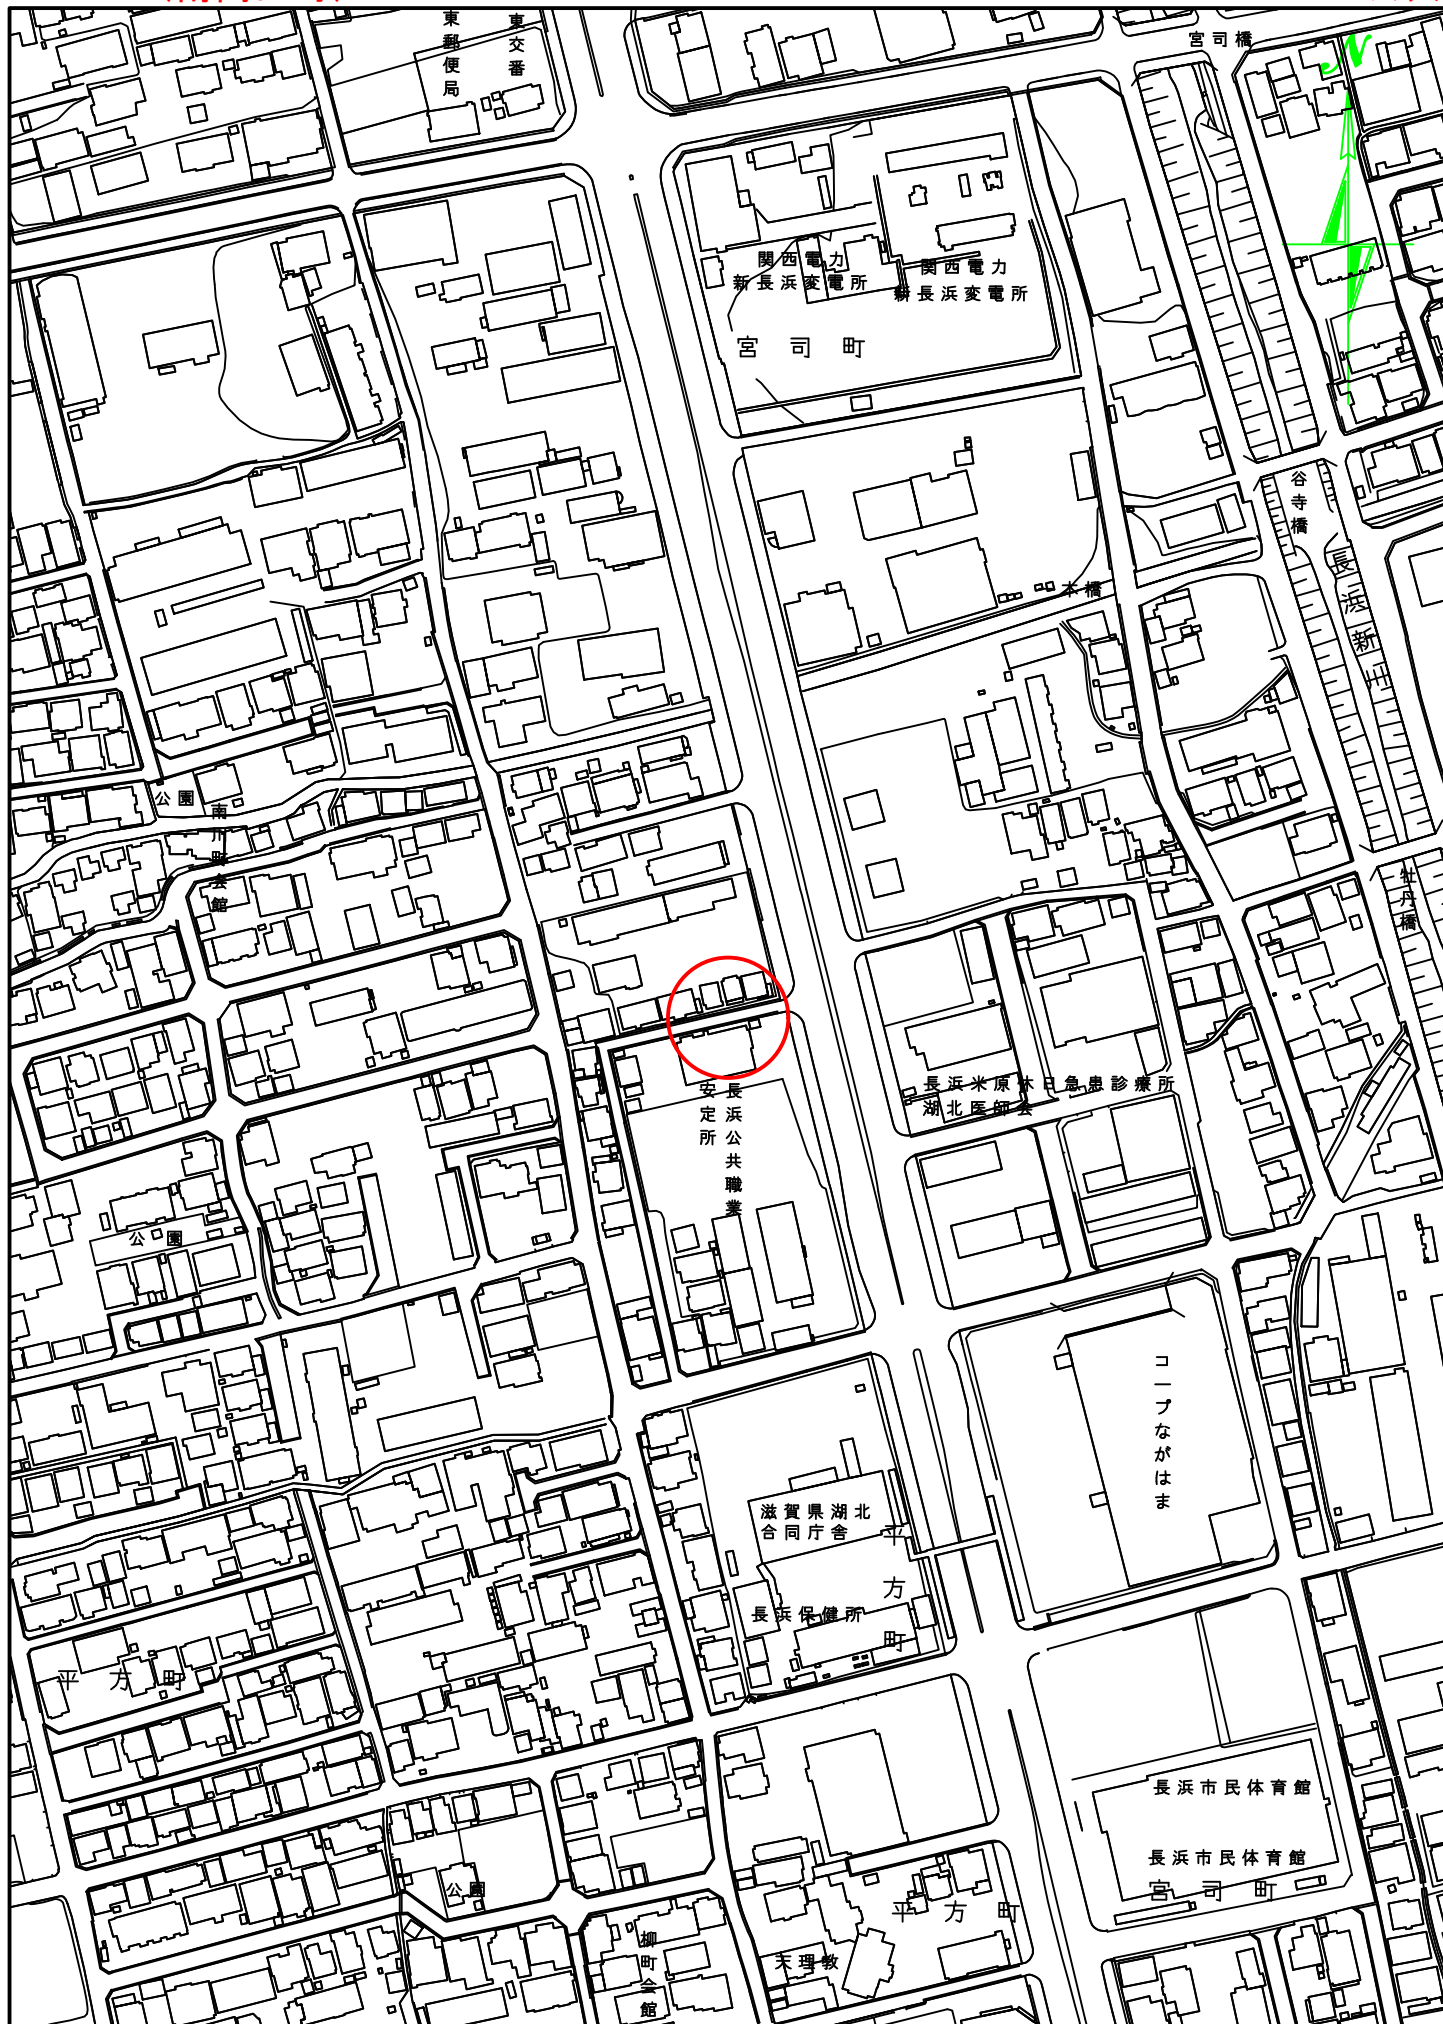 東郵便局
東交番
宮司橋
N
関西電力
新長浜変電所
関西電力
新長浜変電所
宮司町
谷寺橋
長浜新
本橋
公園
南川町会館
牡丹橋
長浜米原休日急患診療所
湖北医師会
長浜公共職業
安定所
公園
コープながはま
滋賀県湖北
合同庁舎
平方町
長浜保健所
平方町
長浜市民体育館
長浜市民体育館
宮司町
公園
平方町
柳町会館
天理教